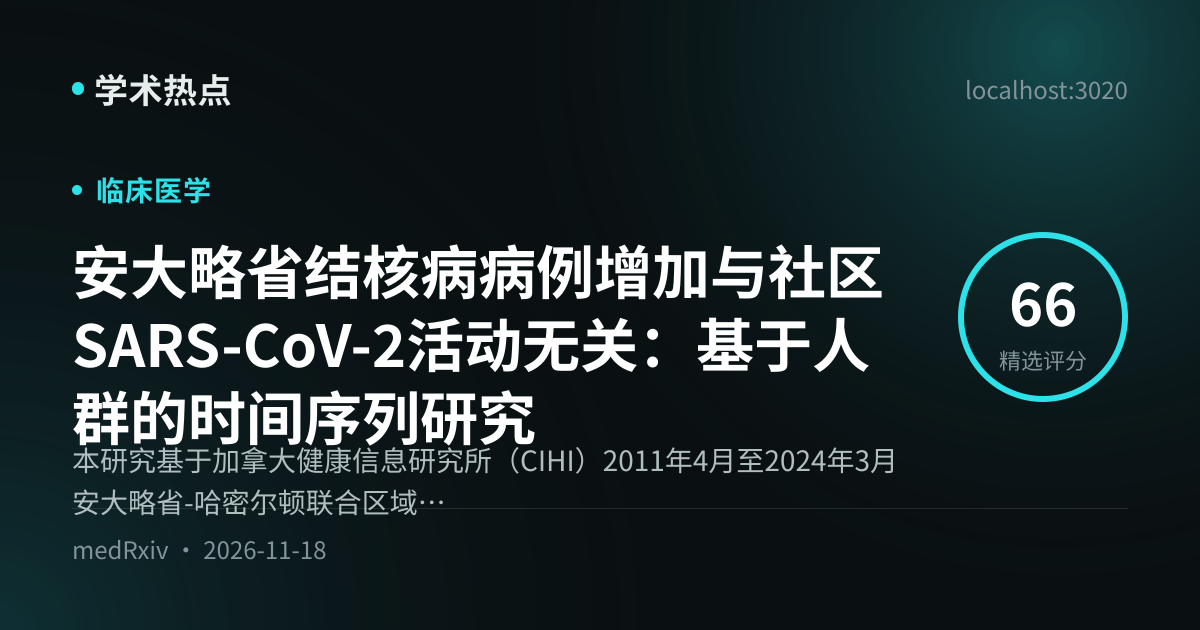 学术热点
localhost:3020
临床医学
安大略省结核病病例增加与社区
SARS-CoV-2活动无关：基于人
群的时间序列研究
66
精选评分
本研究基于加拿大健康信息研究所（CIHI）2011年4月至2024年3月
安大略省-哈密尔顿联合区域…
medRxiv · 2026-11-18